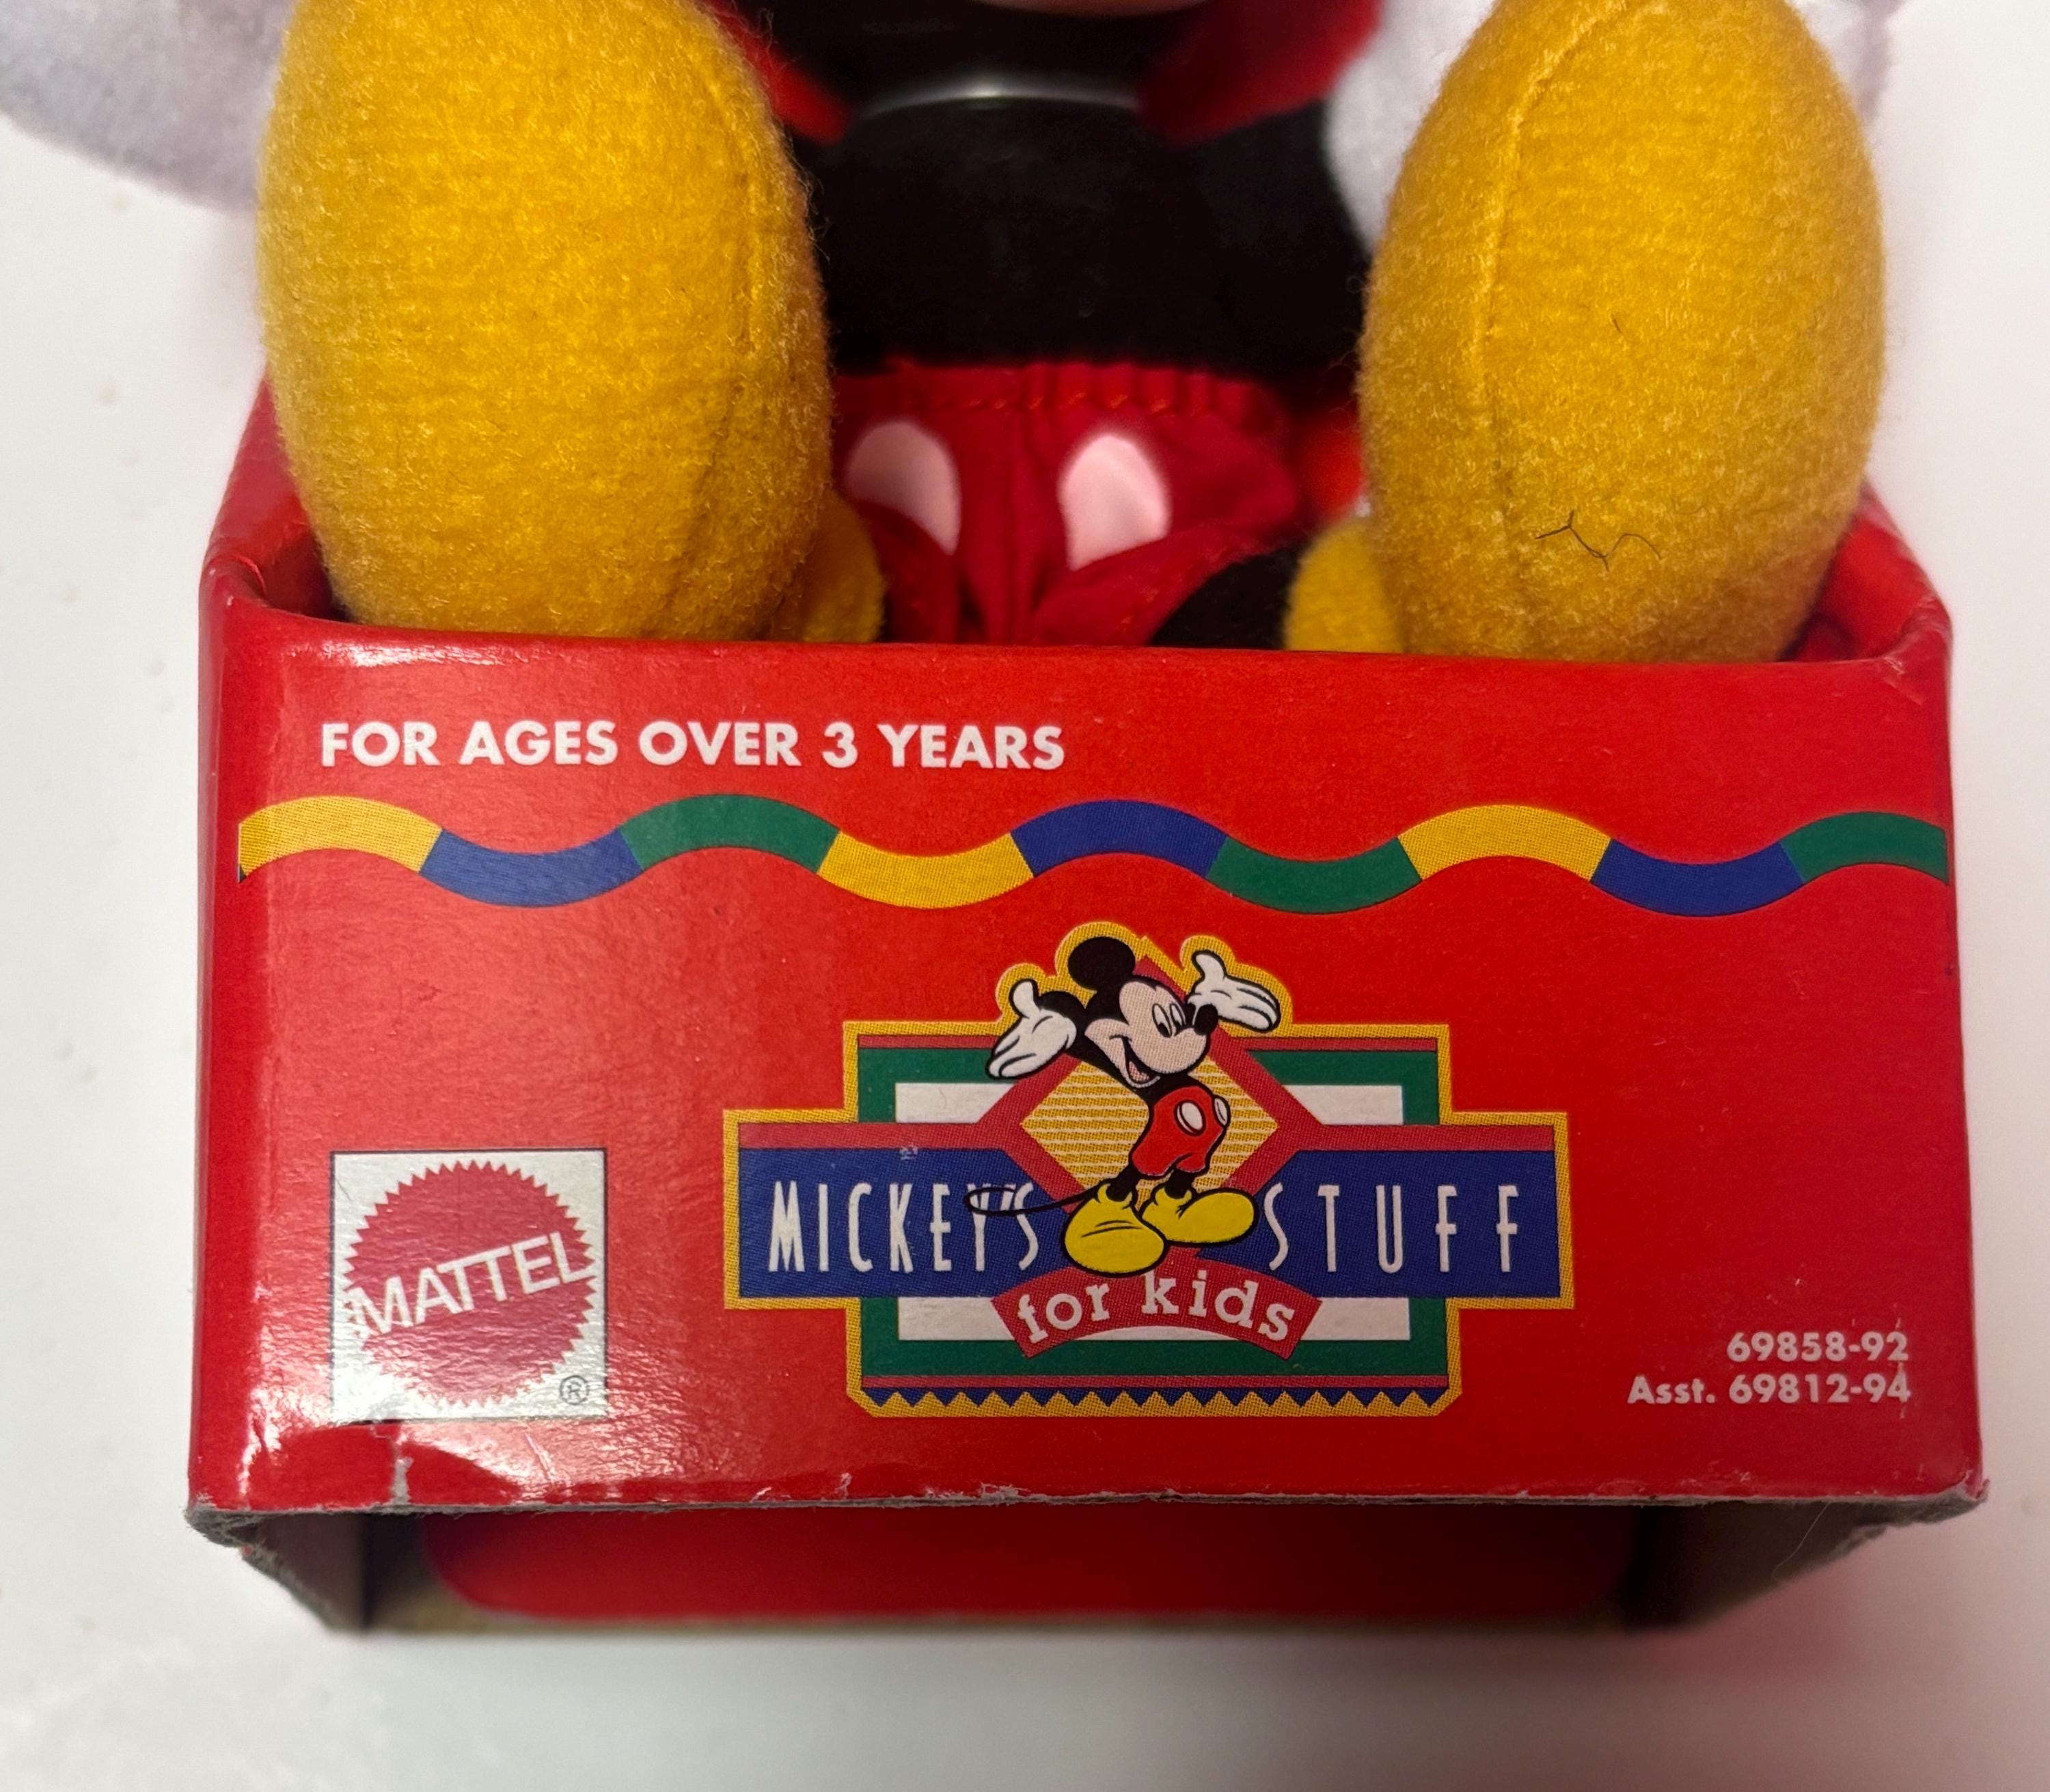 FOR AGES OVER 3 YEARS
MICKEY'S STUFF
for kids
MATTEL
®
69858-92
Asst. 69812-94